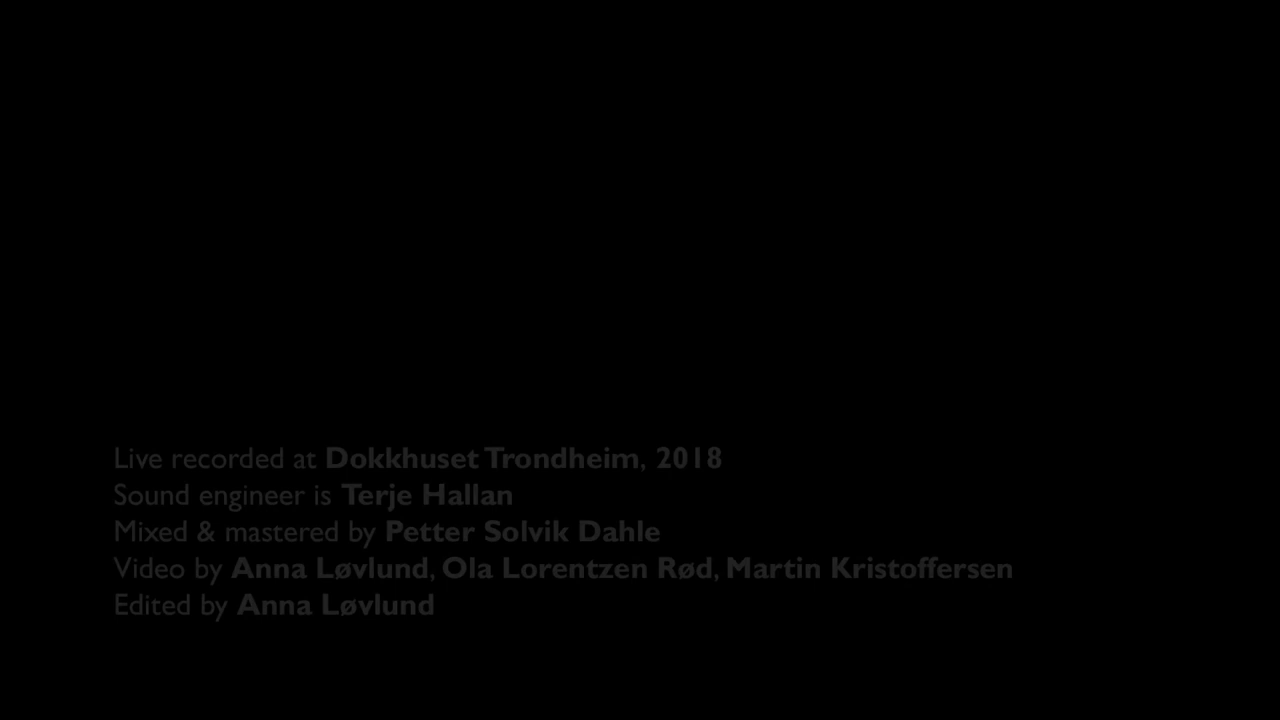 Live recorded at Dokkhuset Trondheim, 2018
Sound engineer is Terje Hallan
Mixed & mastered by Petter Solvik Dahle
Video by Anna Løvlund, Ola Lorentzen Rød, Martin Kristoffersen
Edited by Anna Løvlund